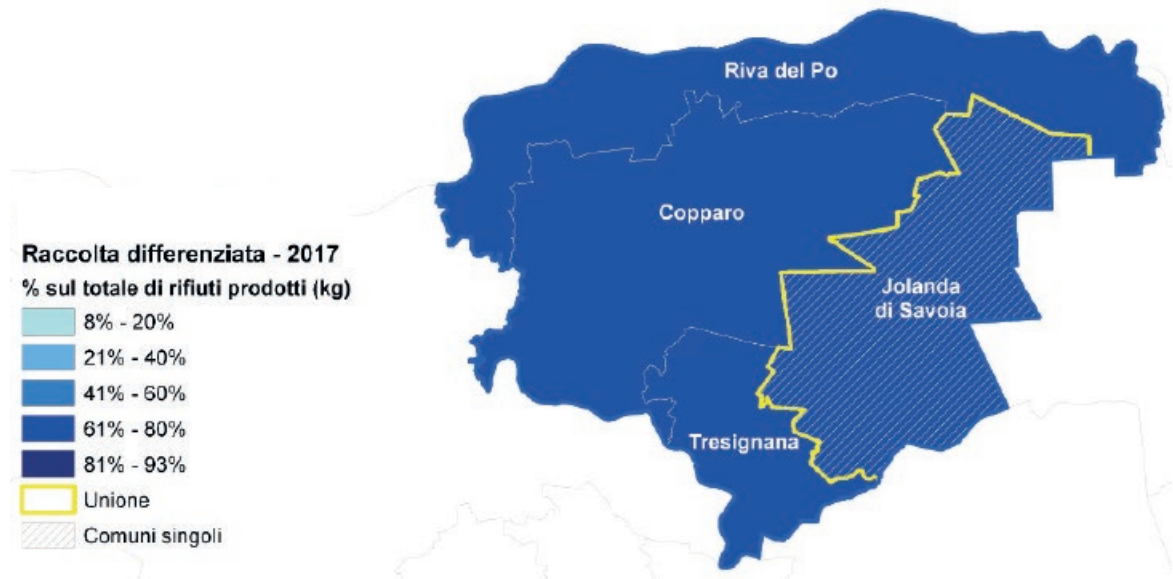 Riva del Po
Copparo
Jolanda
di Savoia
Tresignana
Raccolta differenziata - 2017
% sul totale di rifiuti prodotti (kg)
8% - 20%
21% - 40%
41% - 60%
61% - 80%
81% - 93%
Unione
Comuni singoli